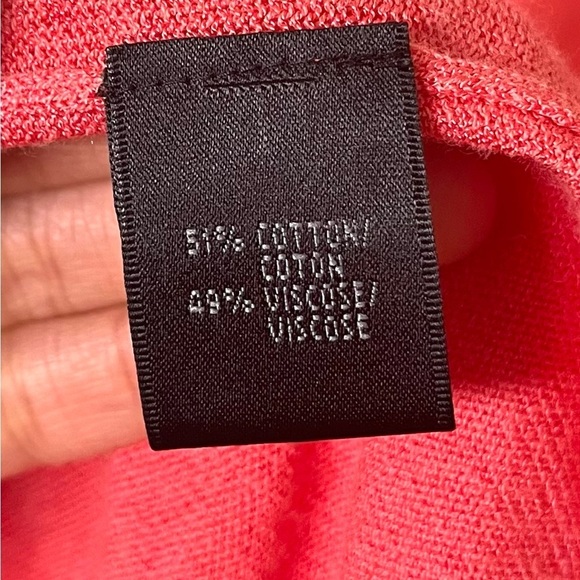 51% COTTON/
COTON
49% VISCOSE/
VISCOSE